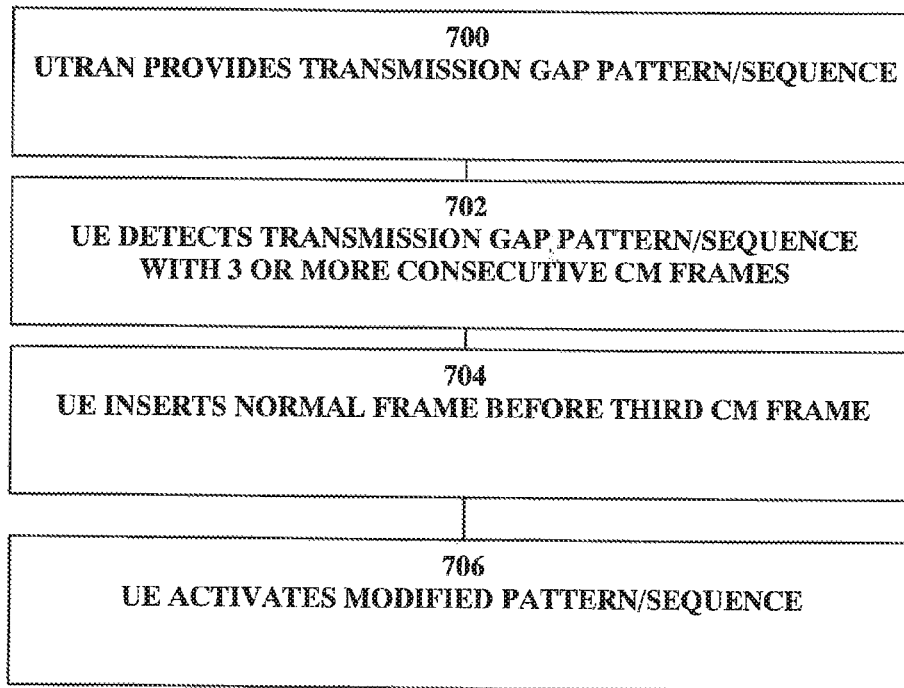 700
UTRAN PROVIDES TRANSMISSION GAP PATTERN/SEQUENCE
702
UE DETECTS TRANSMISSION GAP PATTERN/SEQUENCE
WITH 3 OR MORE CONSECUTIVE CM FRAMES
704
UE INSERTS NORMAL FRAME BEFORE THIRD CM FRAME
706
UE ACTIVATES MODIFIED PATTERN/SEQUENCE